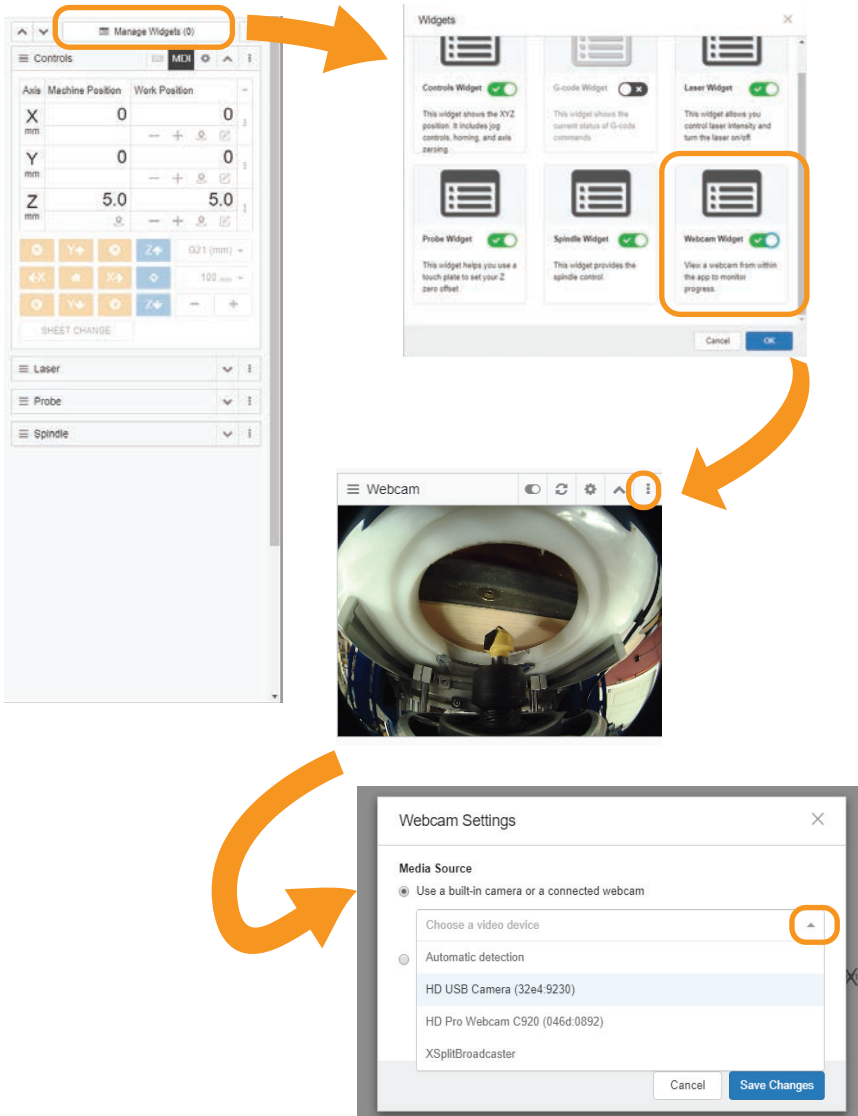 Manage Widgets (0)
Controls
MDI
Axis Machine Position Work Position
X 0 0
mm
Y 0 0
mm
Z 5.0 5.0
mm
Y
Z
G21 (mm)
X
X
100 mm
Y
Z
SHEET CHANGE
Laser
Probe
Spindle
Widgets
Controls Widget
This widget shows the XYZ
position. It includes jog
controls, homing, and axis
zeroing.
G-code Widget
This widget shows the
current status of G-code
commands.
Laser Widget
This widget allows you
control laser intensity and
turn the laser on/off.
Probe Widget
This widget helps you use a
touch plate to set your Z
zero offset.
Spindle Widget
This widget provides the
spindle control.
Webcam Widget
View a webcam from within
the app to monitor
progress.
Cancel OK
Webcam
Webcam Settings
Media Source
Use a built-in camera or a connected webcam
Choose a video device
Automatic detection
HD USB Camera (32e4:9230)
HD Pro Webcam C920 (046d:0892)
XSplitBroadcaster
Cancel Save Changes